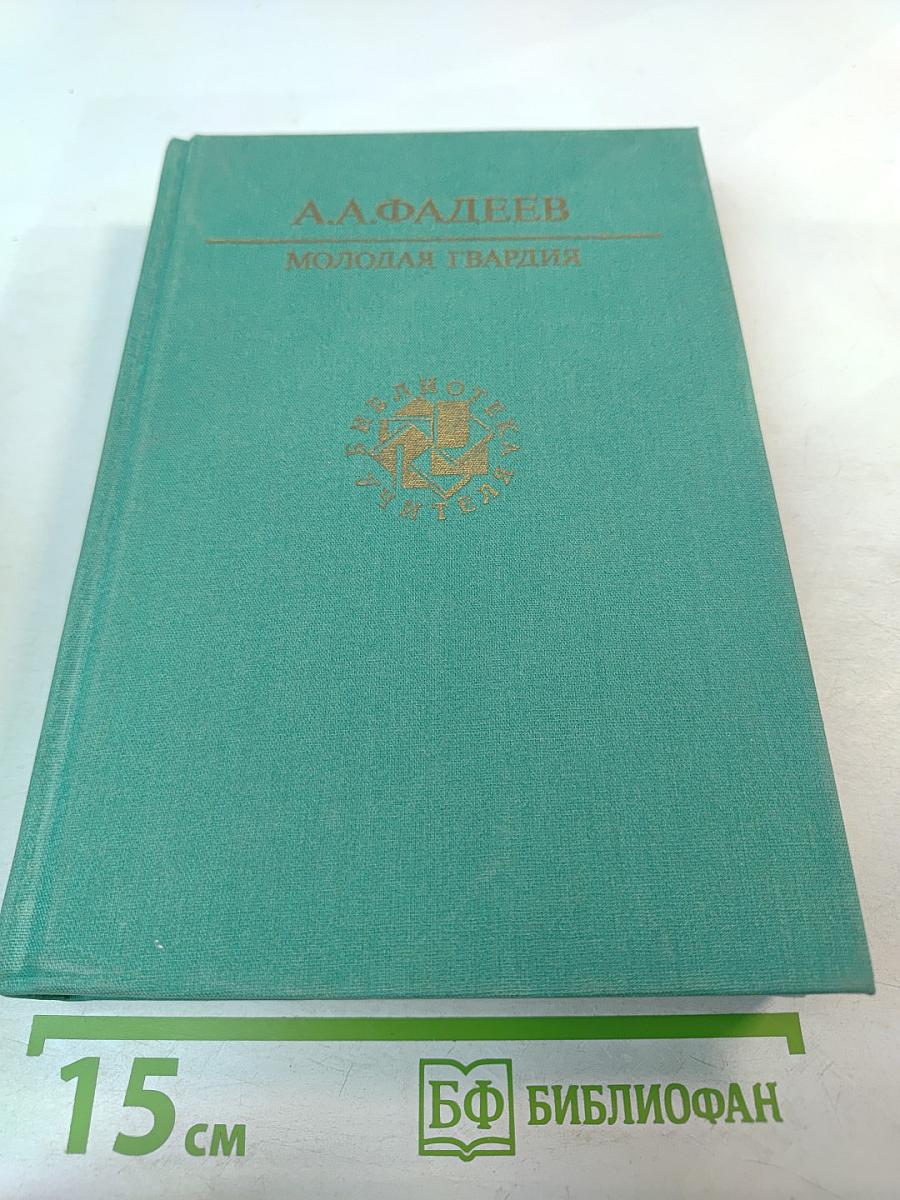 А.А.ФАДЕЕВ
МОЛОДАЯ ГВАРДИЯ
БИБЛИОТЕКА
УЧИТЕЛЯ
15 см
БФ БИБЛИОФАН